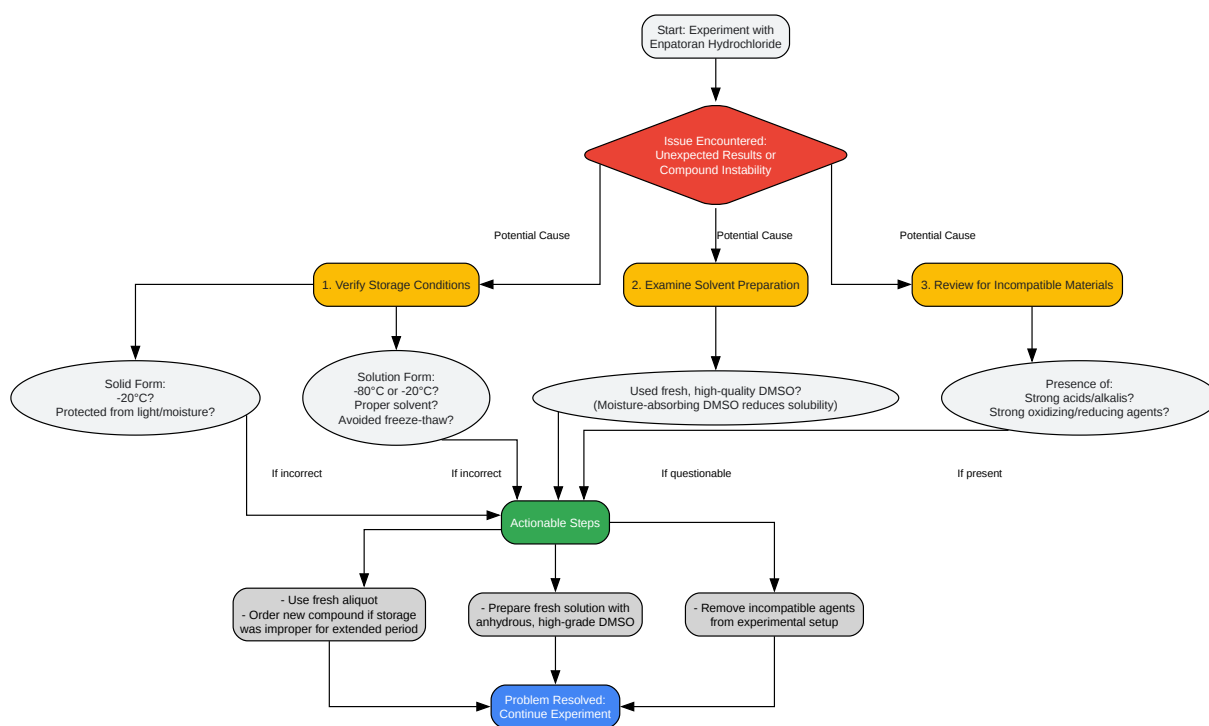 Start: Experiment with
Enpatoran Hydrochloride
Issue Encountered:
Unexpected Results or
Compound Instability
Potential Cause
Potential Cause
Potential Cause
1. Verify Storage Conditions
2. Examine Solvent Preparation
3. Review for Incompatible Materials
Solid Form:
-20°C?
Protected from light/moisture?
Solution Form:
-80°C or -20°C?
Proper solvent?
Avoided freeze-thaw?
Used fresh, high-quality DMSO?
(Moisture-absorbing DMSO reduces solubility)
Presence of:
Strong acids/alkalis?
Strong oxidizing/reducing agents?
If incorrect
If incorrect
If questionable
If present
Actionable Steps
- Use fresh aliquot
- Order new compound if storage
was improper for extended period
- Prepare fresh solution with
anhydrous, high-grade DMSO
- Remove incompatible agents
from experimental setup
Problem Resolved:
Continue Experiment